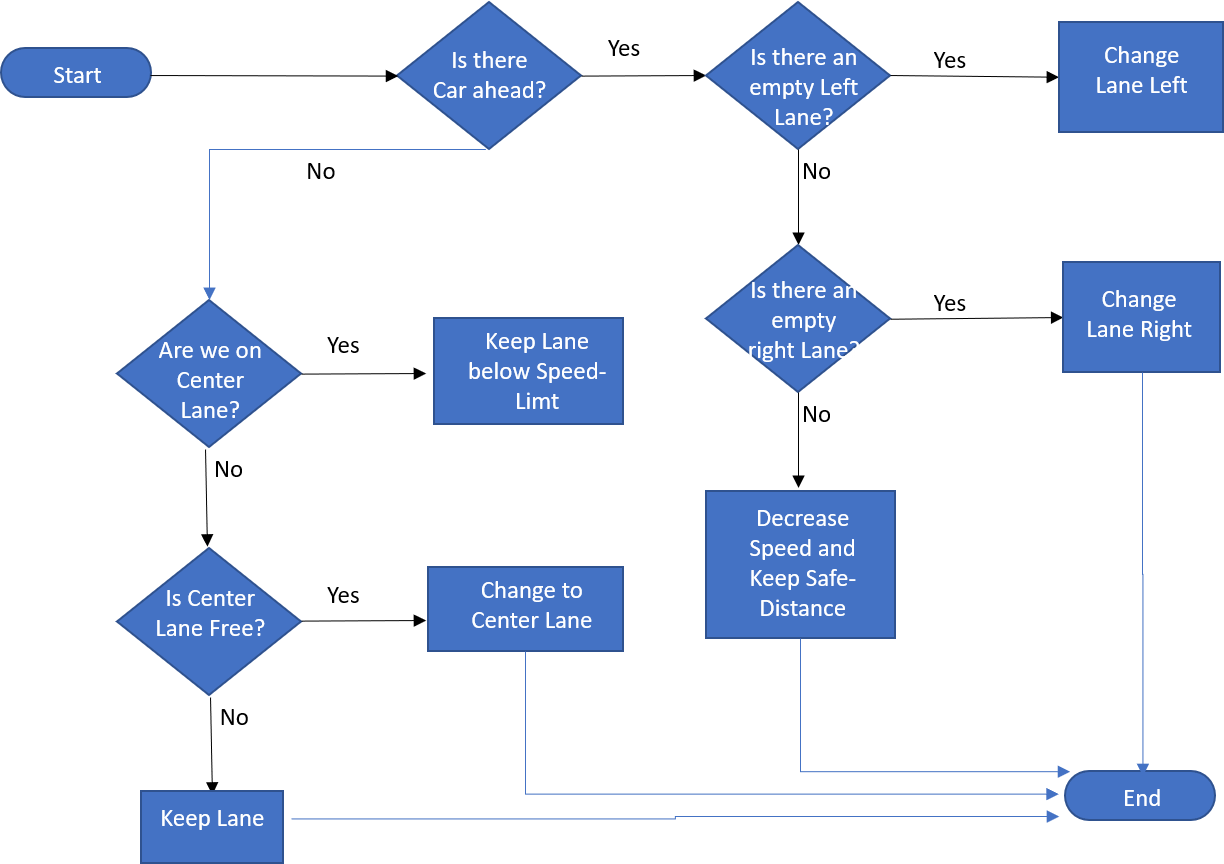 Start
Is there
Car ahead?
Yes
Is there an
empty Left
Lane?
Yes
Change
Lane Left
No
No
Is there an
empty
right Lane?
Yes
Change
Lane Right
Are we on
Center
Lane?
Yes
Keep Lane
below Speed-
Limt
No
No
Decrease
Speed and
Keep Safe-
Distance
Is Center
Lane Free?
Yes
Change to
Center Lane
No
Keep Lane
End